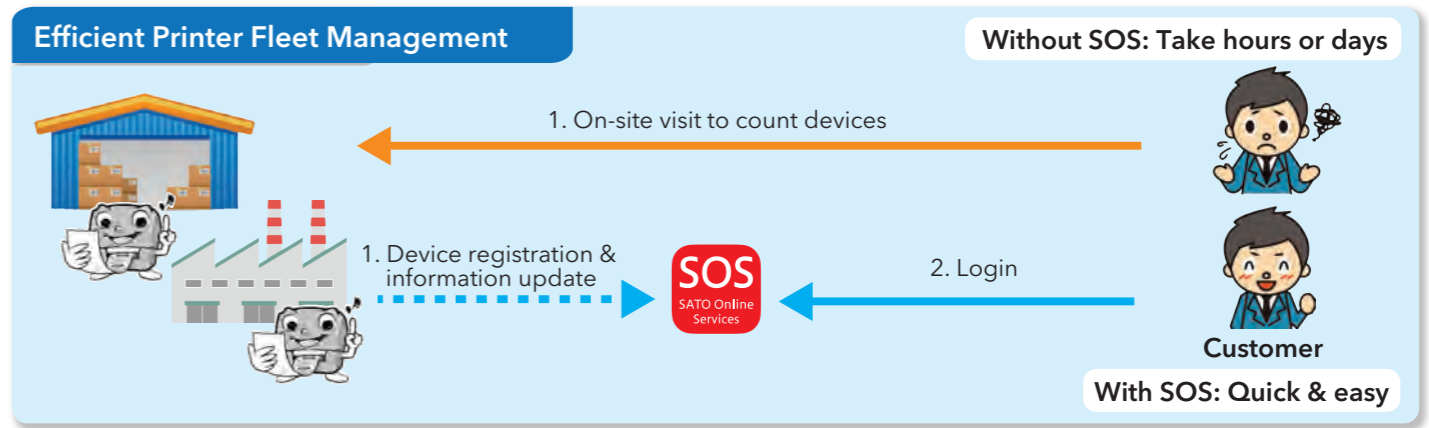 Efficient Printer Fleet Management
Without SOS: Take hours or days
1. On-site visit to count devices
1. Device registration &
information update
SOS
SATO Online
Services
2. Login
Customer
With SOS: Quick & easy